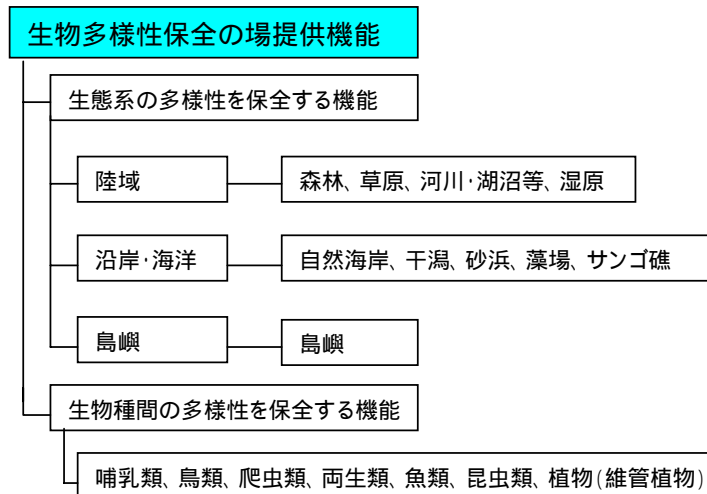 生物多様性保全の場提供機能
生態系の多様性を保全する機能
陸域
森林、草原、河川・湖沼等、湿原
沿岸・海洋
自然海岸、干潟、砂浜、藻場、サンゴ礁
島嶼
島嶼
生物種間の多様性を保全する機能
哺乳類、鳥類、爬虫類、両生類、魚類、昆虫類、植物(維管植物)